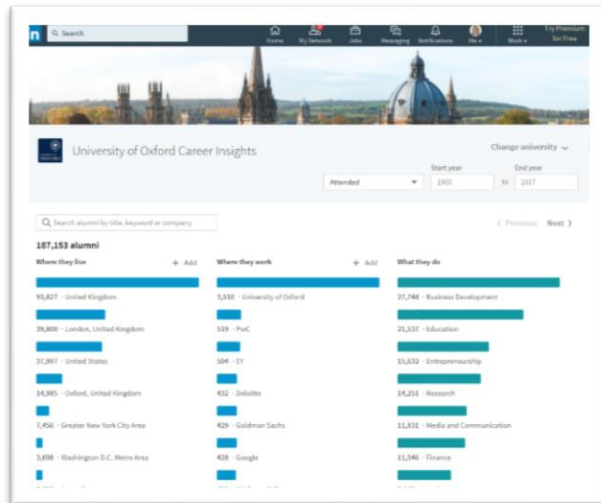 in Search
Home My Network Jobs Messaging Notifications Me Work Try Premium for Free
University of Oxford Career Insights
Change university
Start year End year
Attended 1900 to 2017
Search alumni by title, keyword or company
Previous Next
187,153 alumni
Where they live + Add
Where they work + Add
What they do
93,827 - United Kingdom
3,538 - University of Oxford
27,748 - Business Development
39,800 - London, United Kingdom
519 - PwC
21,537 - Education
37,997 - United States
504 - EY
15,632 - Entrepreneurship
14,985 - Oxford, United Kingdom
432 - Deloitte
14,251 - Research
7,456 - Greater New York City Area
429 - Goldman Sachs
11,831 - Media and Communication
3,698 - Washington D.C. Metro Area
428 - Google
11,546 - Finance